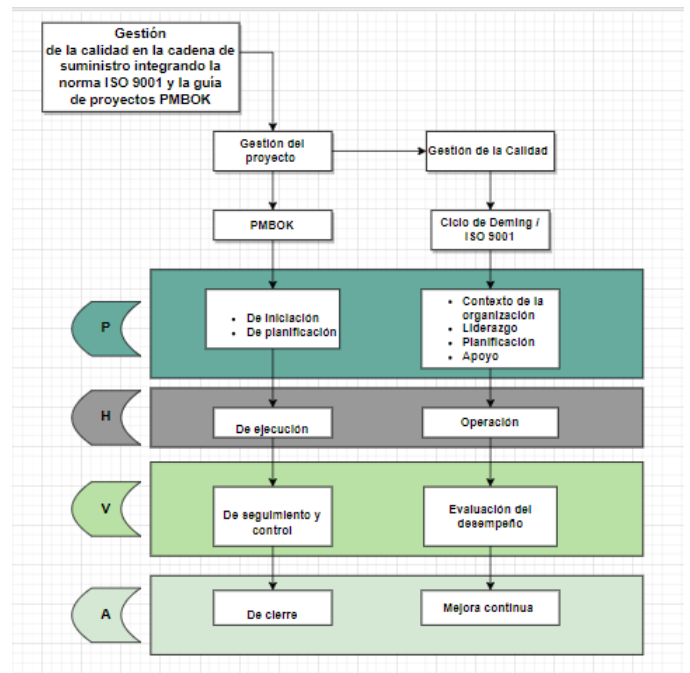 Gestión
de la calidad en la cadena de
suministro integrando la
norma ISO 9001 y la guía
de proyectos PMBOK
Gestión del
proyecto
Gestión de la Calidad
PMBOK
Ciclo de Deming /
ISO 9001
P
• De iniciación
• De planificación
• Contexto de la
organización
• Liderazgo
• Planificación
• Apoyo
H
De ejecución
Operación
V
De seguimiento y
control
Evaluación del
desempeño
A
De cierre
Mejora continua